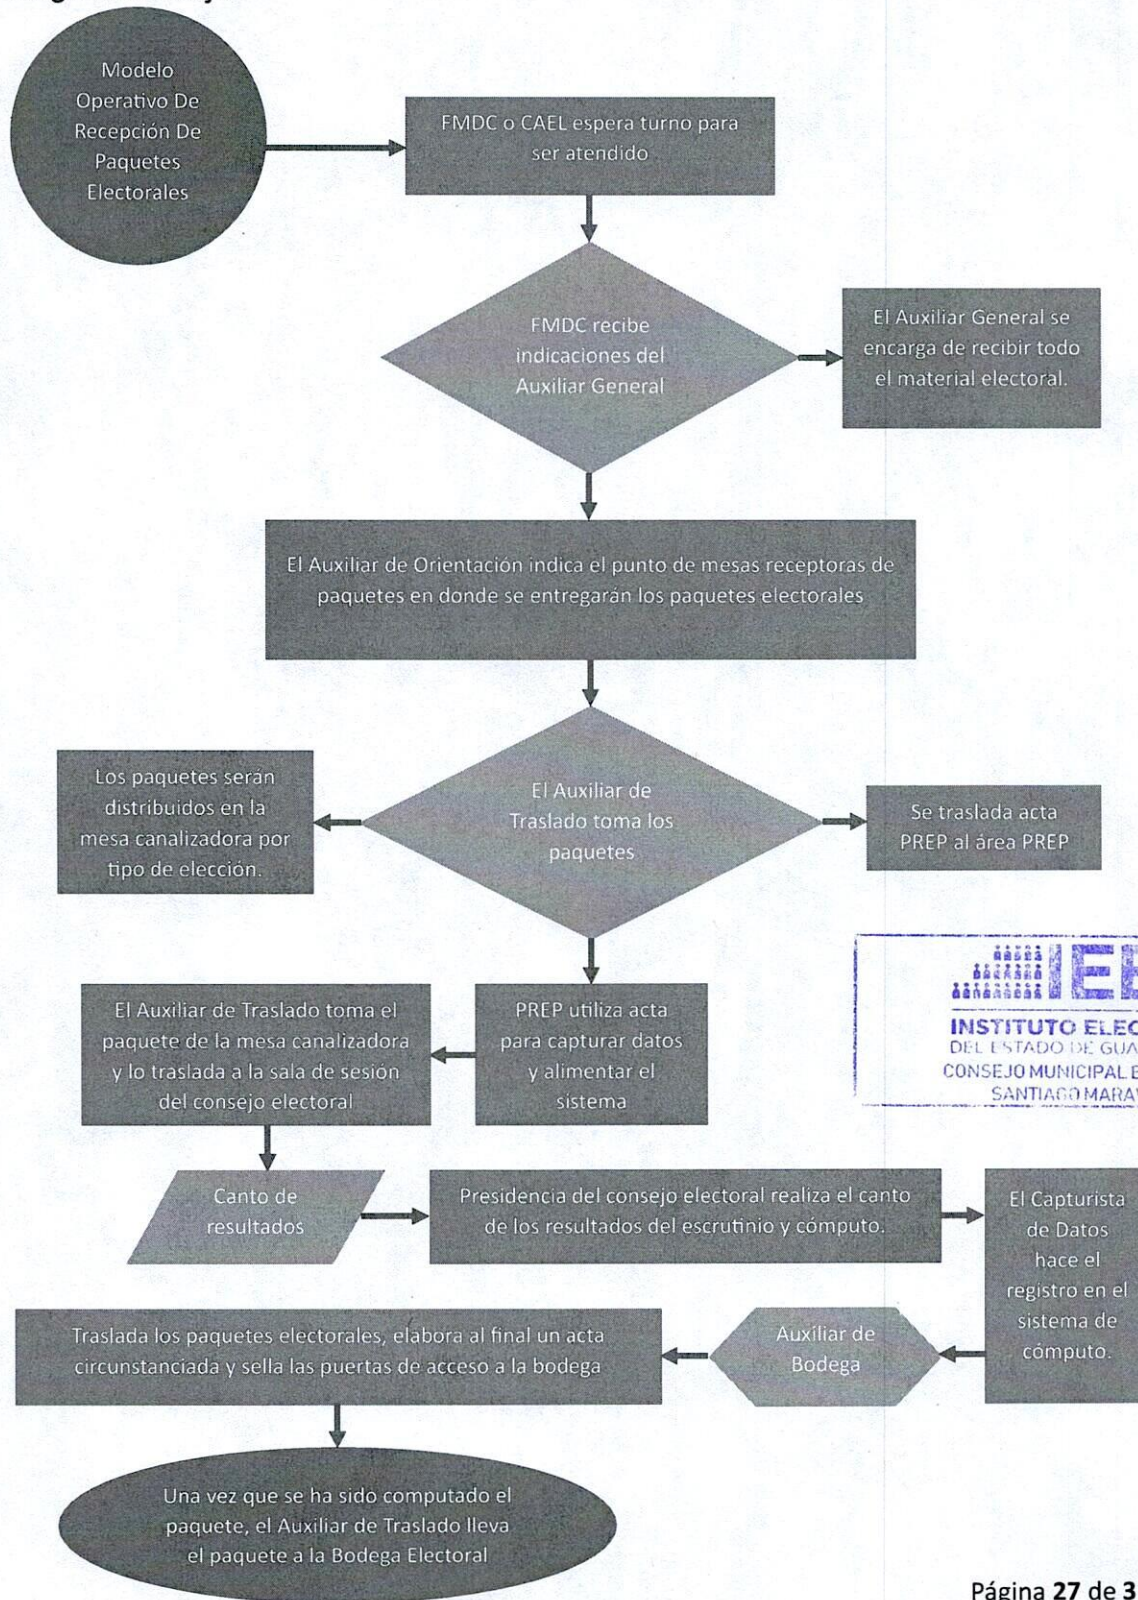 Modelo
Operativo De
Recepción De
Paquetes
Electorales
FMDC o CAEL espera turno para
ser atendido
FMDC recibe
indicaciones del
Auxiliar General
El Auxiliar General se
encarga de recibir todo
el material electoral.
El Auxiliar de Orientación indica el punto de mesas receptoras de
paquetes en donde se entregarán los paquetes electorales
Los paquetes serán
distribuidos en la
mesa canalizadora por
tipo de elección.
El Auxiliar de
Traslado toma los
paquetes
Se traslada acta
PREP al área PREP
El Auxiliar de Traslado toma el
paquete de la mesa canalizadora
y lo traslada a la sala de sesión
del consejo electoral
PREP utiliza acta
para capturar datos
y alimentar el
sistema
INSTITUTO ELEC
DEL ESTADO DE GUA
CONSEJO MUNICIPAL E
SANTIAGO MARA
Canto de
resultados
Presidencia del consejo electoral realiza el canto
de los resultados del escrutinio y cómputo.
El Capturista
de Datos
hace el
registro en el
sistema de
cómputo.
Traslada los paquetes electorales, elabora al final un acta
circunstanciada y sella las puertas de acceso a la bodega
Auxiliar de
Bodega
Una vez que se ha sido computado el
paquete, el Auxiliar de Traslado lleva
el paquete a la Bodega Electoral
Página 27 de 3